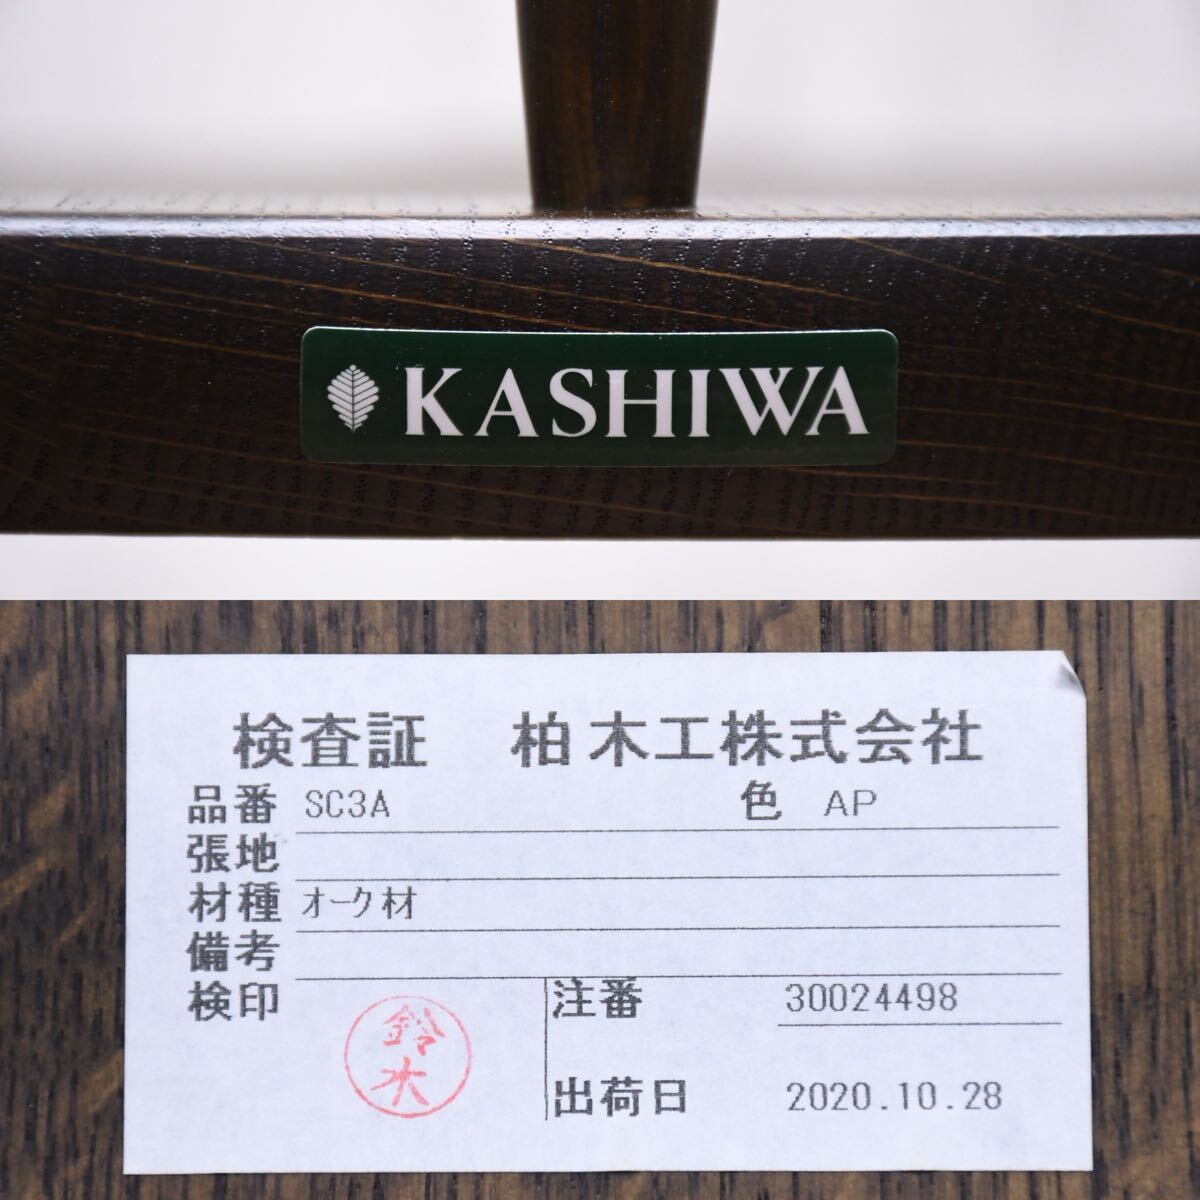 KASHIWA
検査証 柏木工株式会社
品番 SC3A 色 AP
張地
材種 オーク材
備考
検印 注番 30024498
鈴木
出荷日 2020.10.28